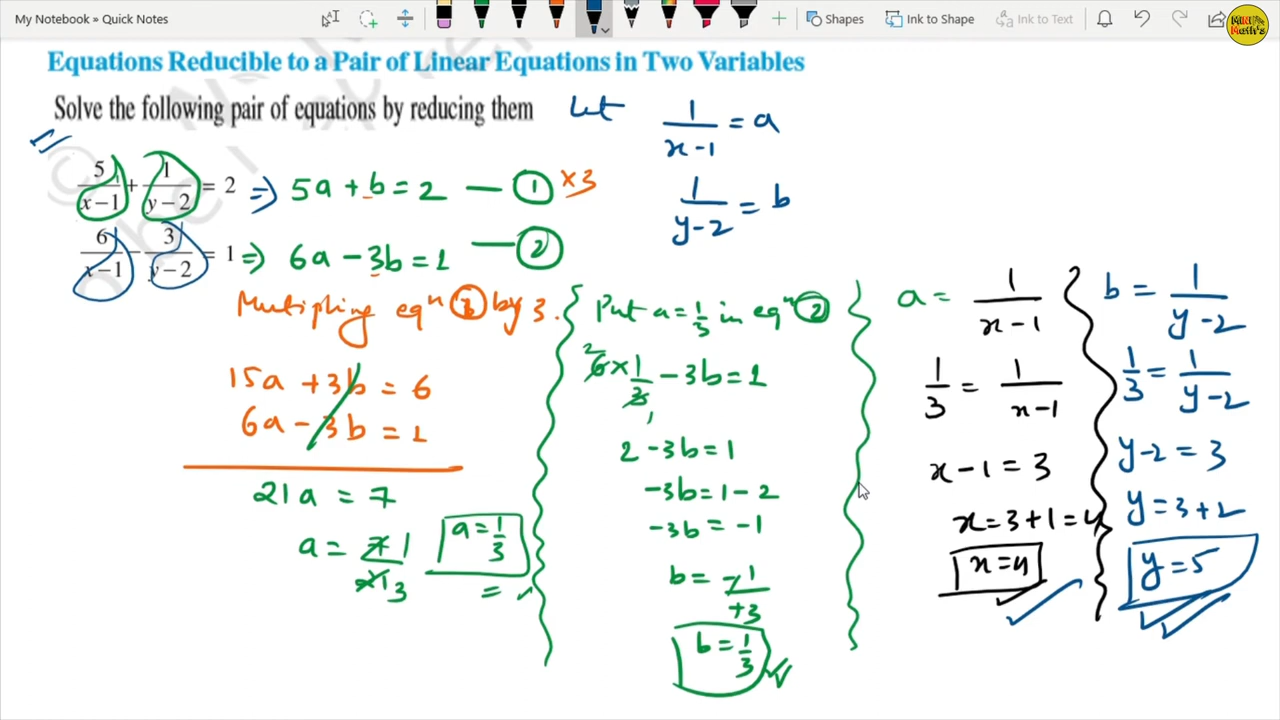 My Notebook » Quick Notes
Shapes
Ink to Shape
Ink to Text
MINI Math's
Equations Reducible to a Pair of Linear Equations in Two Variables
Solve the following pair of equations by reducing them
Let 1/(x-1) = a
1/(y-2) = b
5/(x-1) + 1/(y-2) = 2 => 5a + b = 2 — ① ×3
6/(x-1) - 3/(y-2) = 1 => 6a - 3b = 1 — ②
Multipling eqⁿ ① by 3.
15a + 3b = 6
6a - 3b = 1
21a = 7
a = 7 1/21 3
a = 1/3
=
Put a = 1/3 in eqⁿ ②
2 6 × 1/3 1 - 3b = 1
2 - 3b = 1
-3b = 1 - 2
-3b = -1
b = -1/+3
b = 1/3
a = 1/(x-1)
1/3 = 1/(x-1)
x-1 = 3
x = 3+1 = 4
x = 4
b = 1/(y-2)
1/3 = 1/(y-2)
y-2 = 3
y = 3+2
y = 5